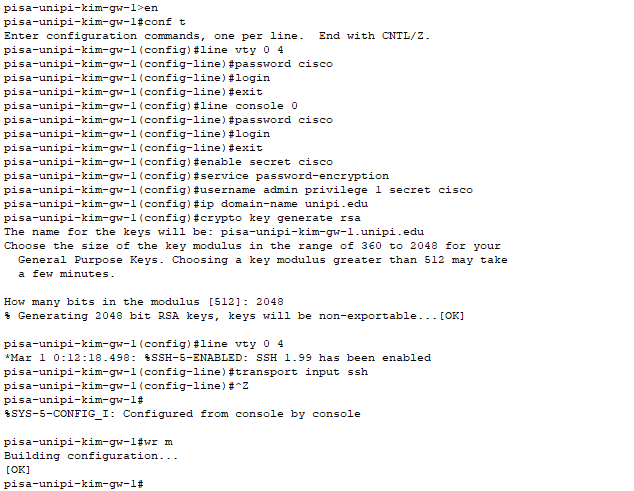 pisa-unipi-kim-gw-1>en
pisa-unipi-kim-gw-1#conf t
Enter configuration commands, one per line.  End with CNTL/Z.
pisa-unipi-kim-gw-1(config)#line vty 0 4
pisa-unipi-kim-gw-1(config-line)#password cisco
pisa-unipi-kim-gw-1(config-line)#login
pisa-unipi-kim-gw-1(config-line)#exit
pisa-unipi-kim-gw-1(config)#line console 0
pisa-unipi-kim-gw-1(config-line)#password cisco
pisa-unipi-kim-gw-1(config-line)#login
pisa-unipi-kim-gw-1(config-line)#exit
pisa-unipi-kim-gw-1(config)#enable secret cisco
pisa-unipi-kim-gw-1(config)#service password-encryption
pisa-unipi-kim-gw-1(config)#username admin privilege 1 secret cisco
pisa-unipi-kim-gw-1(config)#ip domain-name unipi.edu
pisa-unipi-kim-gw-1(config)#crypto key generate rsa
The name for the keys will be: pisa-unipi-kim-gw-1.unipi.edu
Choose the size of the key modulus in the range of 360 to 2048 for your
  General Purpose Keys. Choosing a key modulus greater than 512 may take
  a few minutes.

How many bits in the modulus [512]: 2048
% Generating 2048 bit RSA keys, keys will be non-exportable...[OK]

pisa-unipi-kim-gw-1(config)#line vty 0 4
*Mar 1 0:12:18.498: %SSH-5-ENABLED: SSH 1.99 has been enabled
pisa-unipi-kim-gw-1(config-line)#transport input ssh
pisa-unipi-kim-gw-1(config-line)#^Z
pisa-unipi-kim-gw-1#
%SYS-5-CONFIG_I: Configured from console by console

pisa-unipi-kim-gw-1#wr m
Building configuration...
[OK]
pisa-unipi-kim-gw-1#